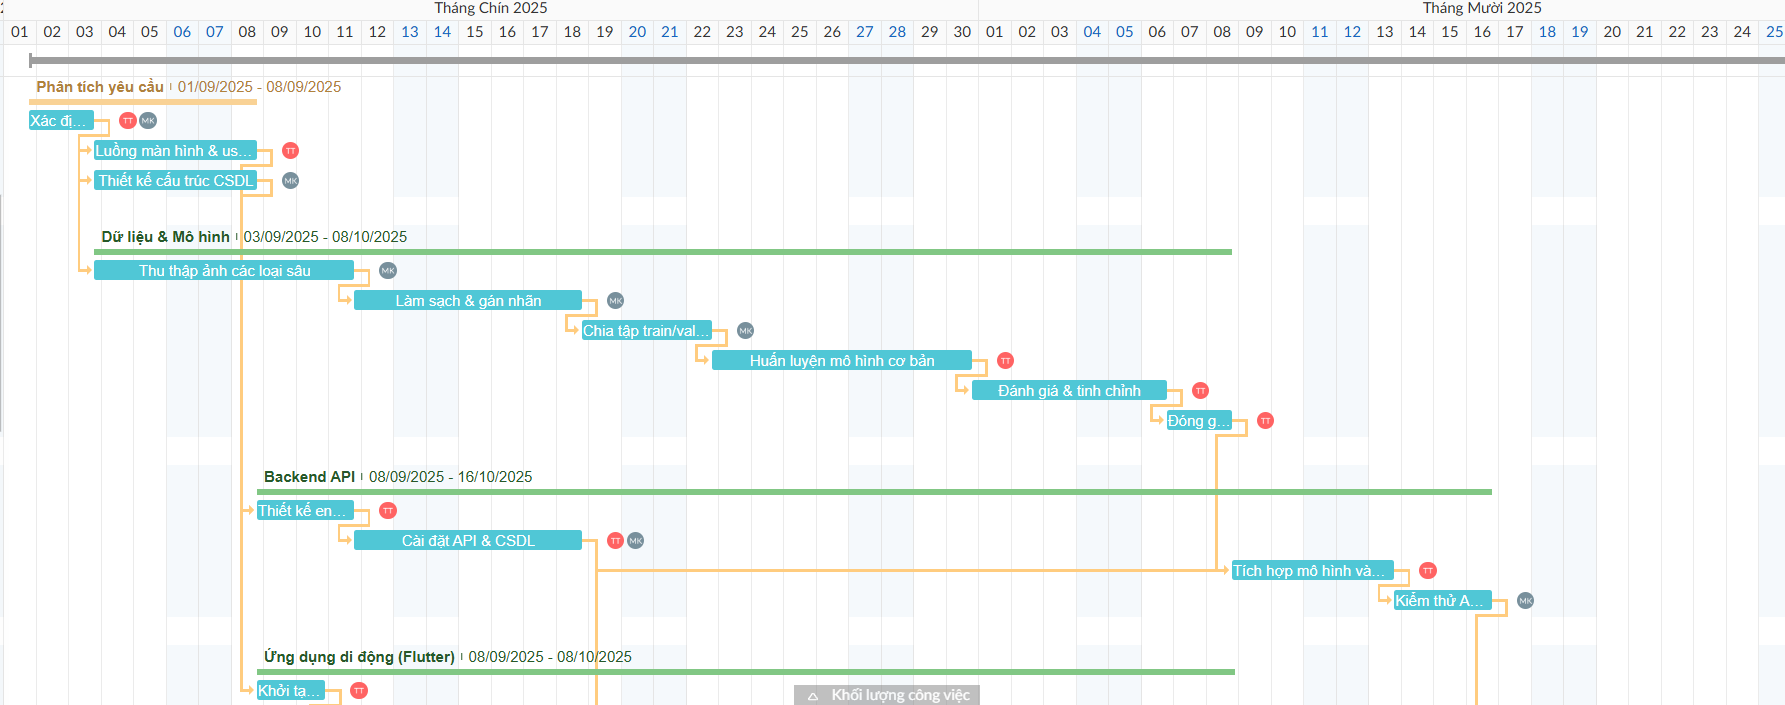 Tháng Chín 2025 Tháng Mười 2025
01 02 03 04 05 06 07 08 09 10 11 12 13 14 15 16 17 18 19 20 21 22 23 24 25 26 27 28 29 30 01 02 03 04 05 06 07 08 09 10 11 12 13 14 15 16 17 18 19 20 21 22 23 24 25
Phân tích yêu cầu 01/09/2025 - 08/09/2025
Xác đị... TT MK
Luồng màn hình & us... TT
Thiết kế cấu trúc CSDL MK
Dữ liệu & Mô hình 03/09/2025 - 08/10/2025
Thu thập ảnh các loại sâu MK
Làm sạch & gán nhãn MK
Chia tập train/val... MK
Huấn luyện mô hình cơ bản TT
Đánh giá & tinh chỉnh TT
Đóng g... TT
Backend API 08/09/2025 - 16/10/2025
Thiết kế en... TT
Cài đặt API & CSDL TT MK
Tích hợp mô hình và... TT
Kiểm thử A... MK
Ứng dụng di động (Flutter) 08/09/2025 - 08/10/2025
Khởi tạ... TT
Khối lượng công việc